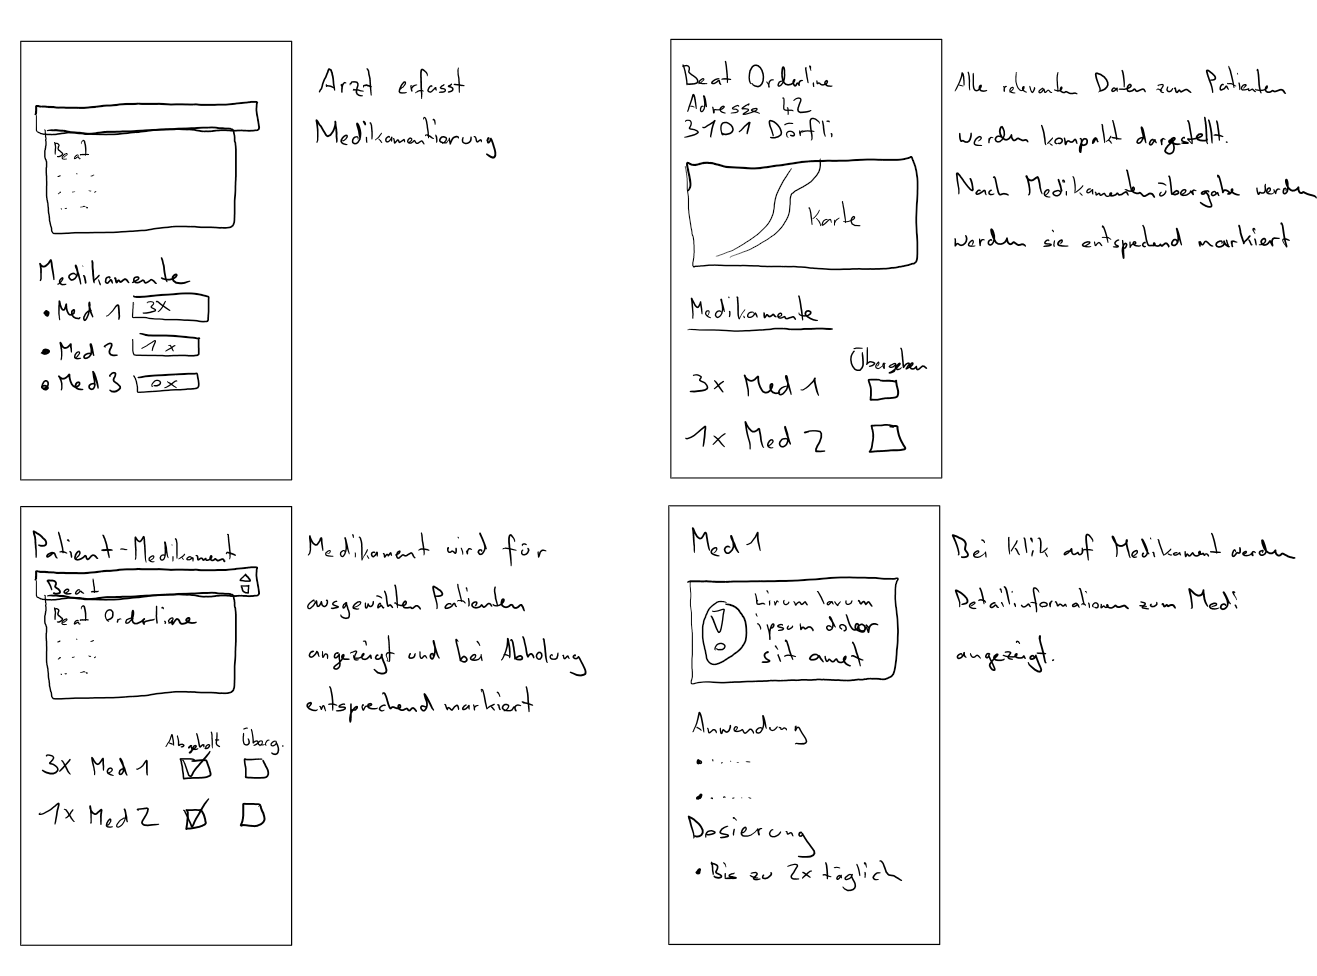 Beat
Medikamente
• Med 1 3x
• Med 2 1x
• Med 3 0x
Arzt erfasst
Medikamentierung
Beat Orderline
Adresse 42
3101 Dörfli
Karte
Medikamente
Übergeben
3x Med 1
1x Med 2
Alle relevanten Daten zum Patienten
werden kompakt dargestellt.
Nach Medikamentenübergabe werden
werden sie entsprechend markiert
Patient-Medikament
Beat
Beat Orderline
Abgeholt Überg.
3x Med 1
1x Med 2
Medikament wird für
ausgewählten Patienten
angezeigt und bei Abholung
entsprechend markiert
Med 1
!
Lirum larum
ipsum dolor
sit amet
Anwendung
Dosierung
• Bis zu 2x täglich
Bei Klik auf Medikament werden
Detailinformationen zum Medi
angezeigt.